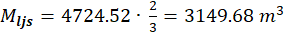 M_ljs = 4724.52 · 2/3 = 3149.68 m³